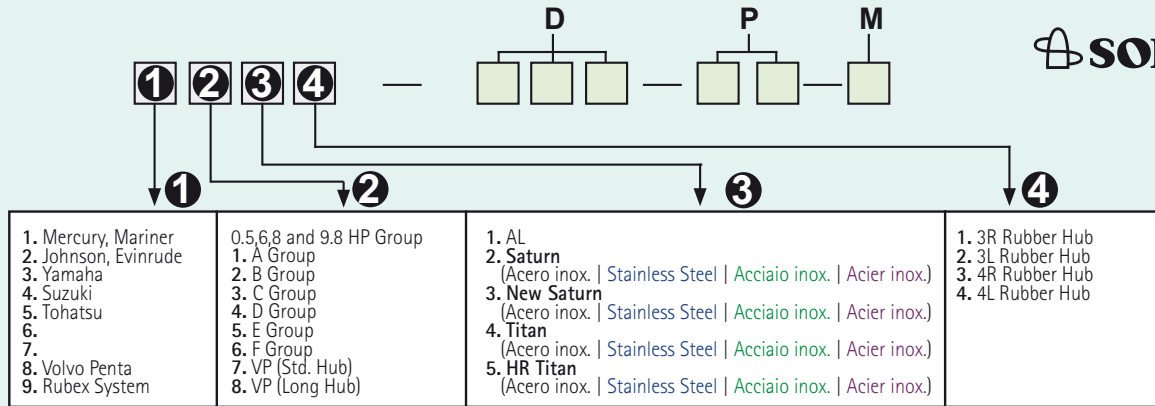 D P M
1 2 3 4
1 2 3 4
1. Mercury, Mariner
2. Johnson, Evinrude
3. Yamaha
4. Suzuki
5. Tohatsu
6.
7.
8. Volvo Penta
9. Rubex System
0.5,6,8 and 9.8 HP Group
1. A Group
2. B Group
3. C Group
4. D Group
5. E Group
6. F Group
7. VP (Std. Hub)
8. VP (Long Hub)
1. AL
2. Saturn
(Acero inox. | Stainless Steel | Acciaio inox. | Acier inox.)
3. New Saturn
(Acero inox. | Stainless Steel | Acciaio inox. | Acier inox.)
4. Titan
(Acero inox. | Stainless Steel | Acciaio inox. | Acier inox.)
5. HR Titan
(Acero inox. | Stainless Steel | Acciaio inox. | Acier inox.)
1. 3R Rubber Hub
2. 3L Rubber Hub
3. 4R Rubber Hub
4. 4L Rubber Hub